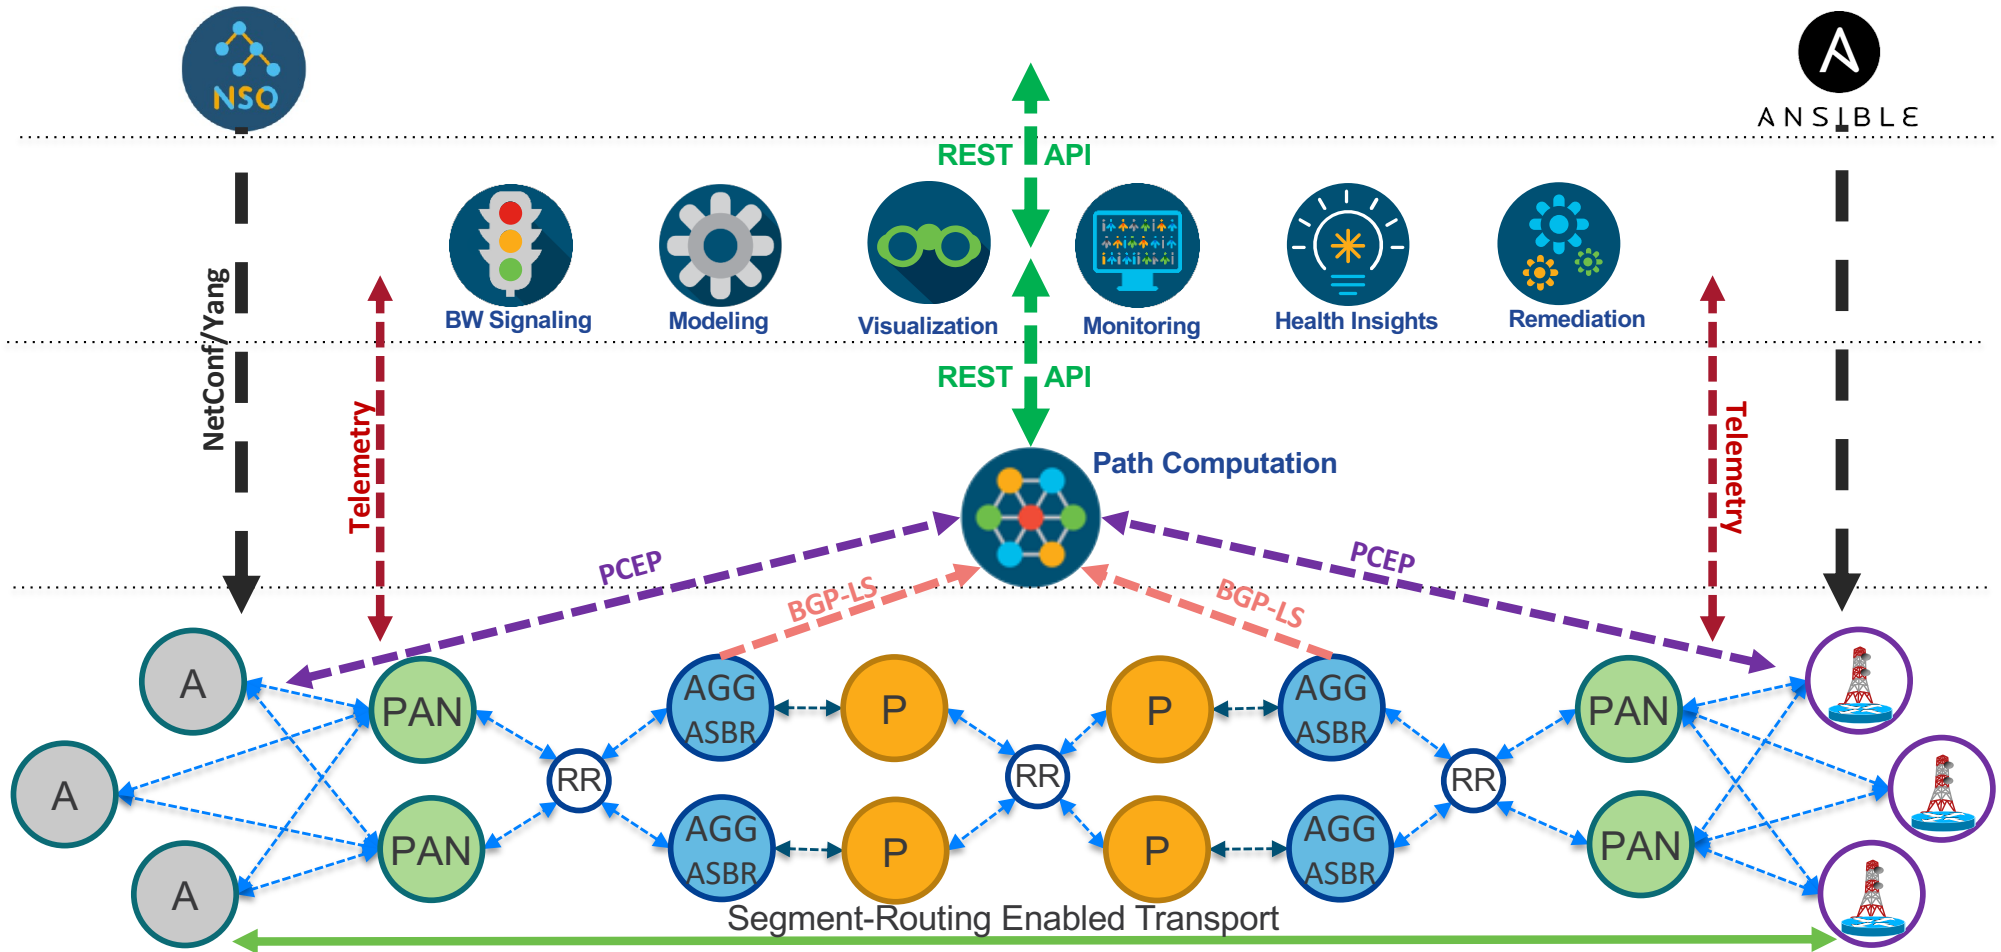 NSO
ANSIBLE
REST API
NetConf/Yang
BW Signaling
Modeling
Visualization
Monitoring
Health Insights
Remediation
REST API
Telemetry
Telemetry
Path Computation
PCEP
PCEP
BGP-LS
BGP-LS
A
PAN
AGG
ASBR
P
P
AGG
ASBR
PAN
A
RR
RR
RR
PAN
AGG
ASBR
P
P
AGG
ASBR
PAN
A
Segment-Routing Enabled Transport